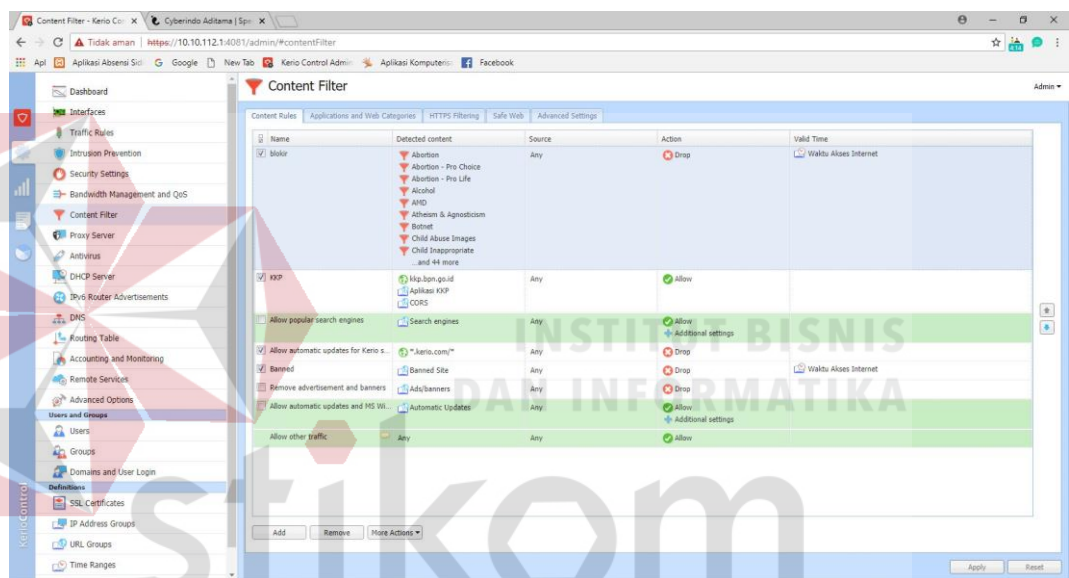 Content Filter - Kerio Co
Cyberindo Aditama | Spe
Tidak aman | https://10.10.112.1:4081/admin/#contentFilter
4:14
Apl Aplikasi Absensi Sid Google New Tab Kerio Control Admin Aplikasi Komputeris Facebook
Content Filter
Admin
Dashboard
Interfaces
Traffic Rules
Intrusion Prevention
Security Settings
Bandwidth Management and QoS
Content Filter
Proxy Server
Antivirus
DHCP Server
IPv6 Router Advertisements
DNS
Routing Table
Accounting and Monitoring
Remote Services
Advanced Options
Users and Groups
Users
Groups
Domains and User Login
Definitions
SSL Certificates
IP Address Groups
URL Groups
Time Ranges
KerioControl
Content Rules Applications and Web Categories HTTPS Filtering Safe Web Advanced Settings
Name Detected content Source Action Valid Time
blokir Abortion Any Drop Waktu Akses Internet
Abortion - Pro Choice
Abortion - Pro Life
Alcohol
AMD
Atheism & Agnosticism
Botnet
Child Abuse Images
Child Inappropriate
...and 44 more
KKP kkp.bpn.go.id Any Allow
Aplikasi KKP
CORS
Allow popular search engines Search engines Any Allow
Additional settings
Allow automatic updates for Kerio s... *.kerio.com/* Any Drop
Banned Banned Site Any Drop Waktu Akses Internet
Remove advertisement and banners Ads/banners Any Drop
Allow automatic updates and MS Wi... Automatic Updates Any Allow
Additional settings
Allow other traffic Any Any Allow
Add Remove More Actions
Apply Reset
INSTITUT BISNIS
DAN INFORMATIKA
stikom